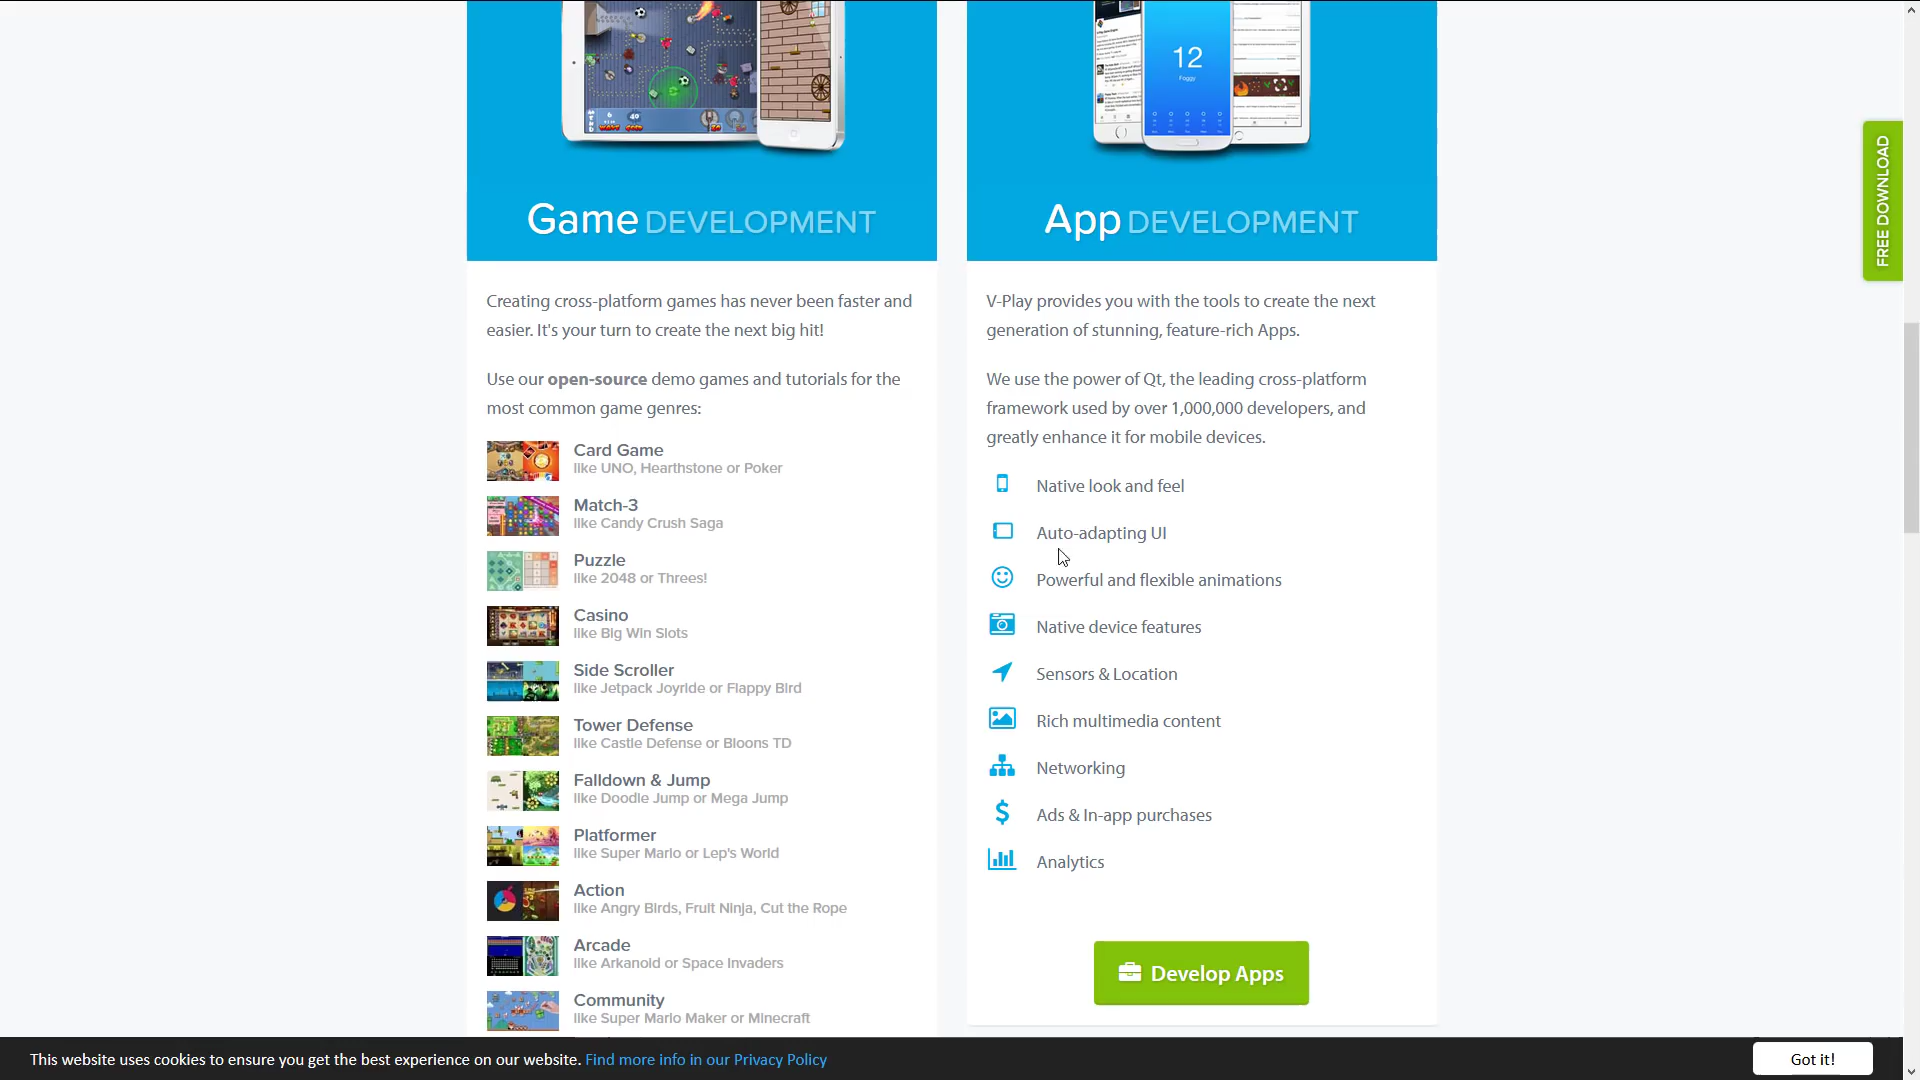 12
Foggy
Game DEVELOPMENT
Creating cross-platform games has never been faster and
easier. It's your turn to create the next big hit!
Use our open-source demo games and tutorials for the
most common game genres:
Card Game
like UNO, Hearthstone or Poker
Match-3
like Candy Crush Saga
Puzzle
like 2048 or Threes!
Casino
like Big Win Slots
Side Scroller
like Jetpack Joyride or Flappy Bird
Tower Defense
like Castle Defense or Bloons TD
Falldown & Jump
like Doodle Jump or Mega Jump
Platformer
like Super Mario or Lep's World
Action
like Angry Birds, Fruit Ninja, Cut the Rope
Arcade
like Arkanoid or Space Invaders
Community
like Super Mario Maker or Minecraft
App DEVELOPMENT
V-Play provides you with the tools to create the next
generation of stunning, feature-rich Apps.
We use the power of Qt, the leading cross-platform
framework used by over 1,000,000 developers, and
greatly enhance it for mobile devices.
Native look and feel
Auto-adapting UI
Powerful and flexible animations
Native device features
Sensors & Location
Rich multimedia content
Networking
Ads & In-app purchases
Analytics
Develop Apps
FREE DOWNLOAD
This website uses cookies to ensure you get the best experience on our website. Find more info in our Privacy Policy
Got it!